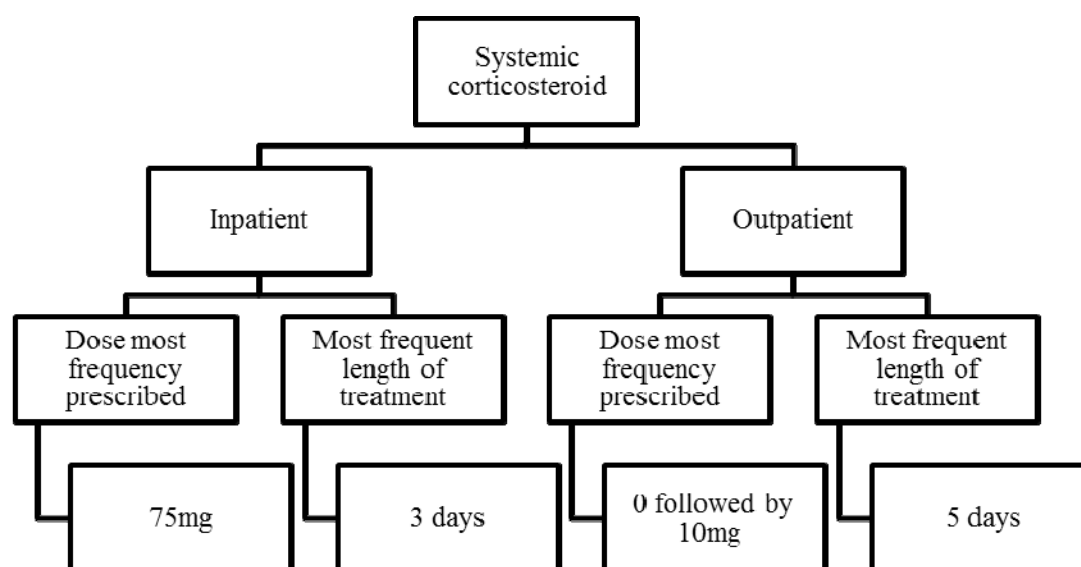 Systemic
corticosteroid
Inpatient
Outpatient
Dose most
frequency
prescribed
Most frequent
length of
treatment
Dose most
frequency
prescribed
Most frequent
length of
treatment
75mg
3 days
0 followed by
10mg
5 days